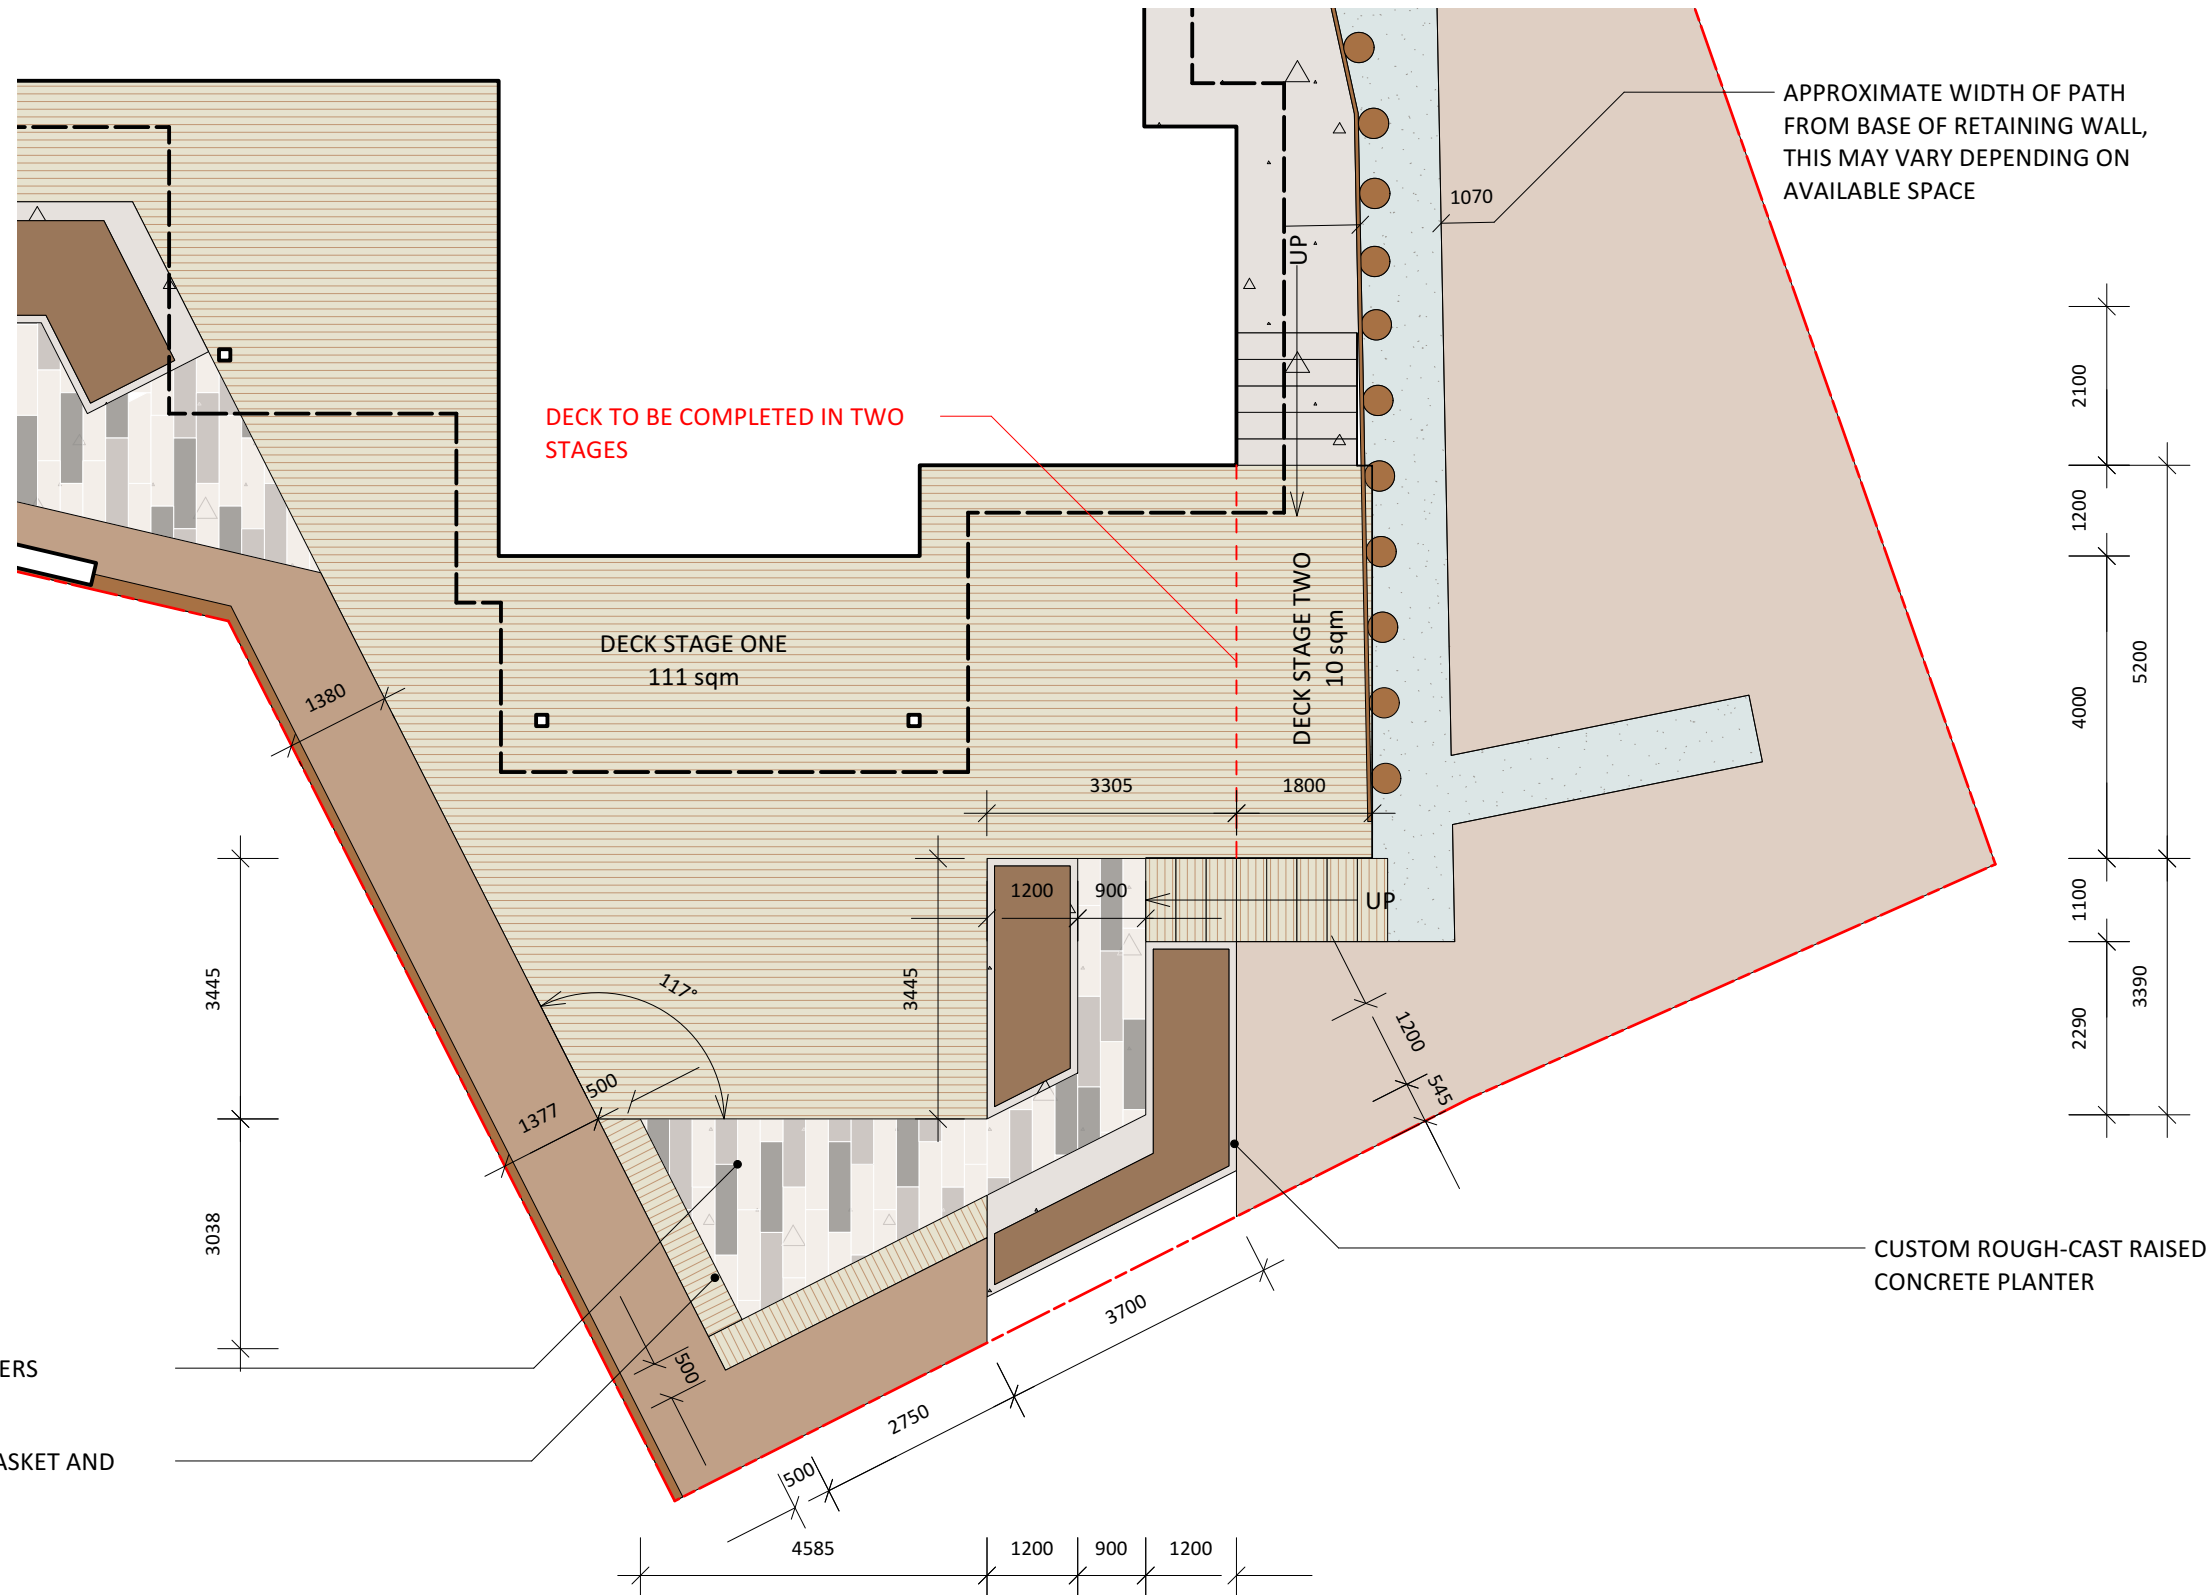 APPROXIMATE WIDTH OF PATH
FROM BASE OF RETAINING WALL,
THIS MAY VARY DEPENDING ON
AVAILABLE SPACE
1070
UP
2100
DECK TO BE COMPLETED IN TWO
STAGES
1200
5200
4000
DECK STAGE ONE
111 sqm
DECK STAGE TWO
10 sqm
1380
3305
1800
1200
900
UP
1100
3390
2290
3445
3445
117°
500
1377
1200
545
3038
CUSTOM ROUGH-CAST RAISED
CONCRETE PLANTER
3700
ERS
500
2750
ASKET AND
500
4585
1200
900
1200